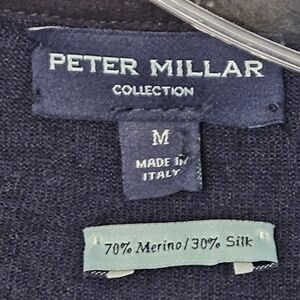 PETER MILLAR
COLLECTION
M
MADE IN
ITALY
70% Merino/30% Silk